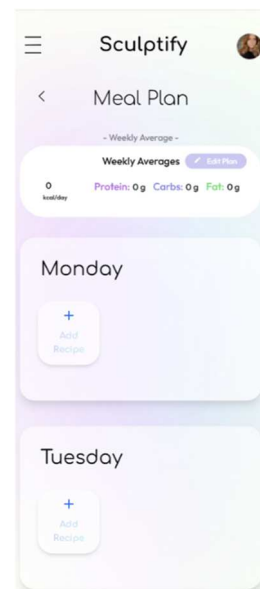 Sculptify
Meal Plan
- Weekly Average -
Weekly Averages Edit Plan
0
kcal/day
Protein: 0 g Carbs: 0 g Fat: 0 g
Monday
+
Add
Recipe
Tuesday
+
Add
Recipe